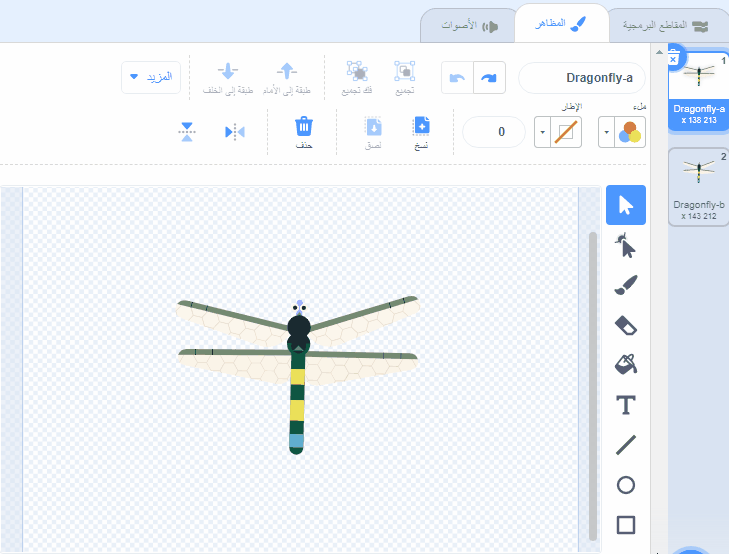 المقاطع البرمجية
المظاهر
الأصوات
Dragonfly-a
تجميع
فك تجميع
طبقة إلى الأمام
طبقة إلى الخلف
المزيد
ملء
الإطار
0
نسخ
لصق
حذف
T
1
Dragonfly-a
138 x 213
2
Dragonfly-b
143 x 212